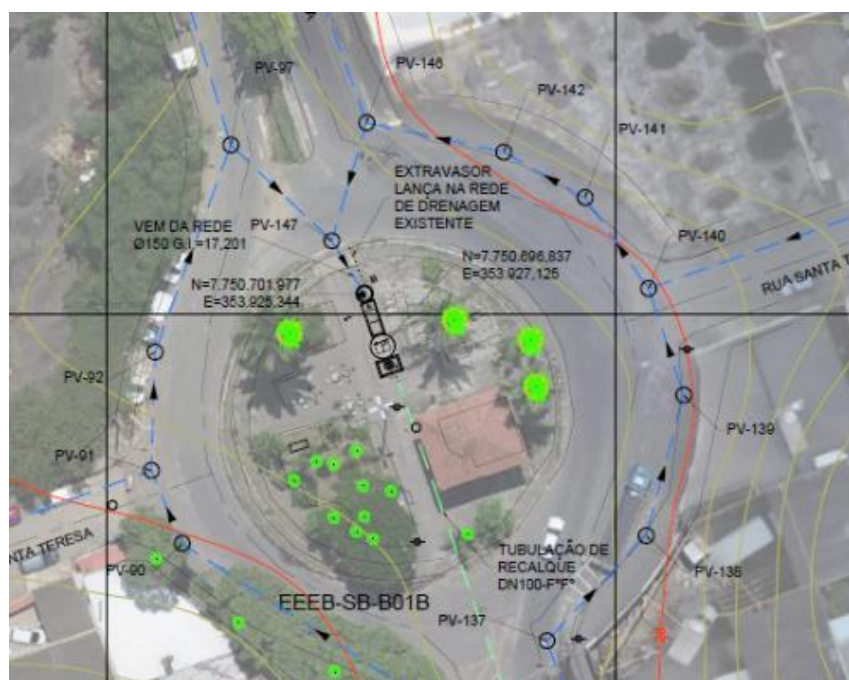 PV-97
PV-146
PV-142
PV-141
EXTRAVASOR
LANÇA NA REDE
DE DRENAGEM
EXISTENTE
VEM DA REDE
Ø150 G.I.=17,201
PV-147
PV-140
N=7.750.696,837
E=353.927,125
N=7.750.701,977
E=353.925,344
RUA SANTA T
PV-92
PV-139
PV-91
NTA TERESA
TUBULAÇÃO DE
RECALQUE
DN100-FºFº
PV-90
PV-136
EEEB-SB-B01B
PV-137